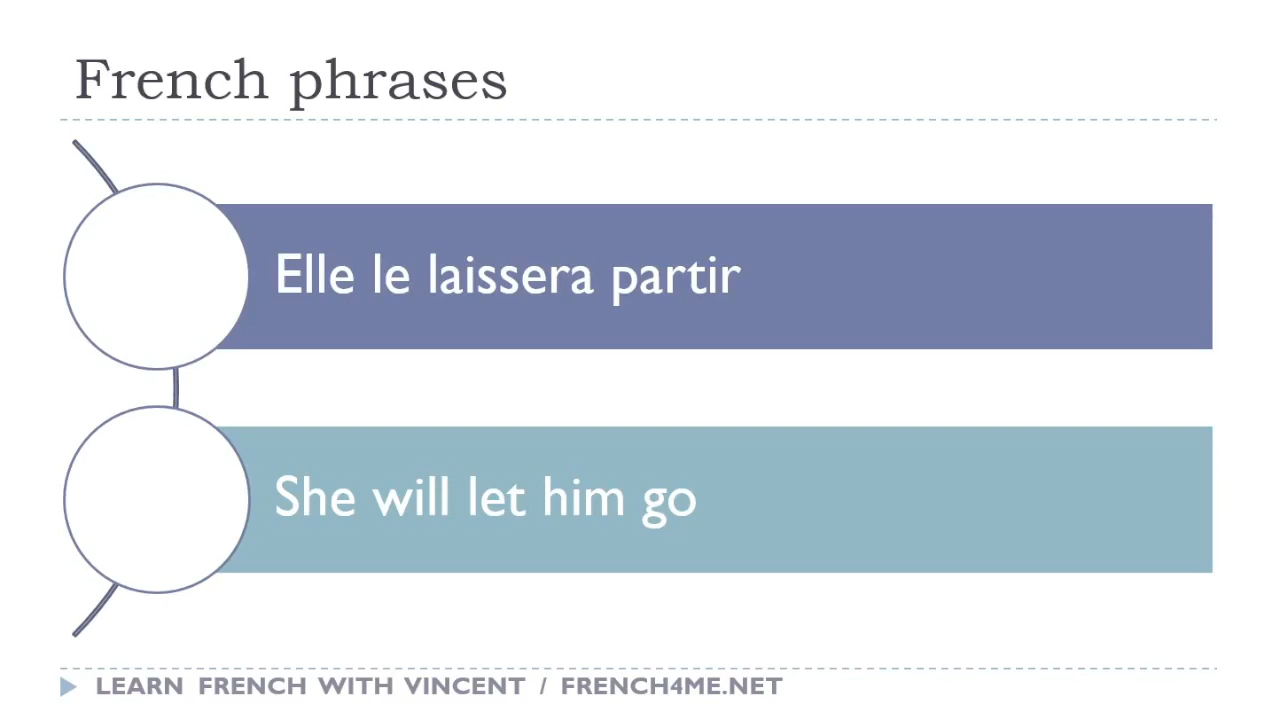 French phrases
Elle le laissera partir
She will let him go
LEARN FRENCH WITH VINCENT / FRENCH4ME.NET